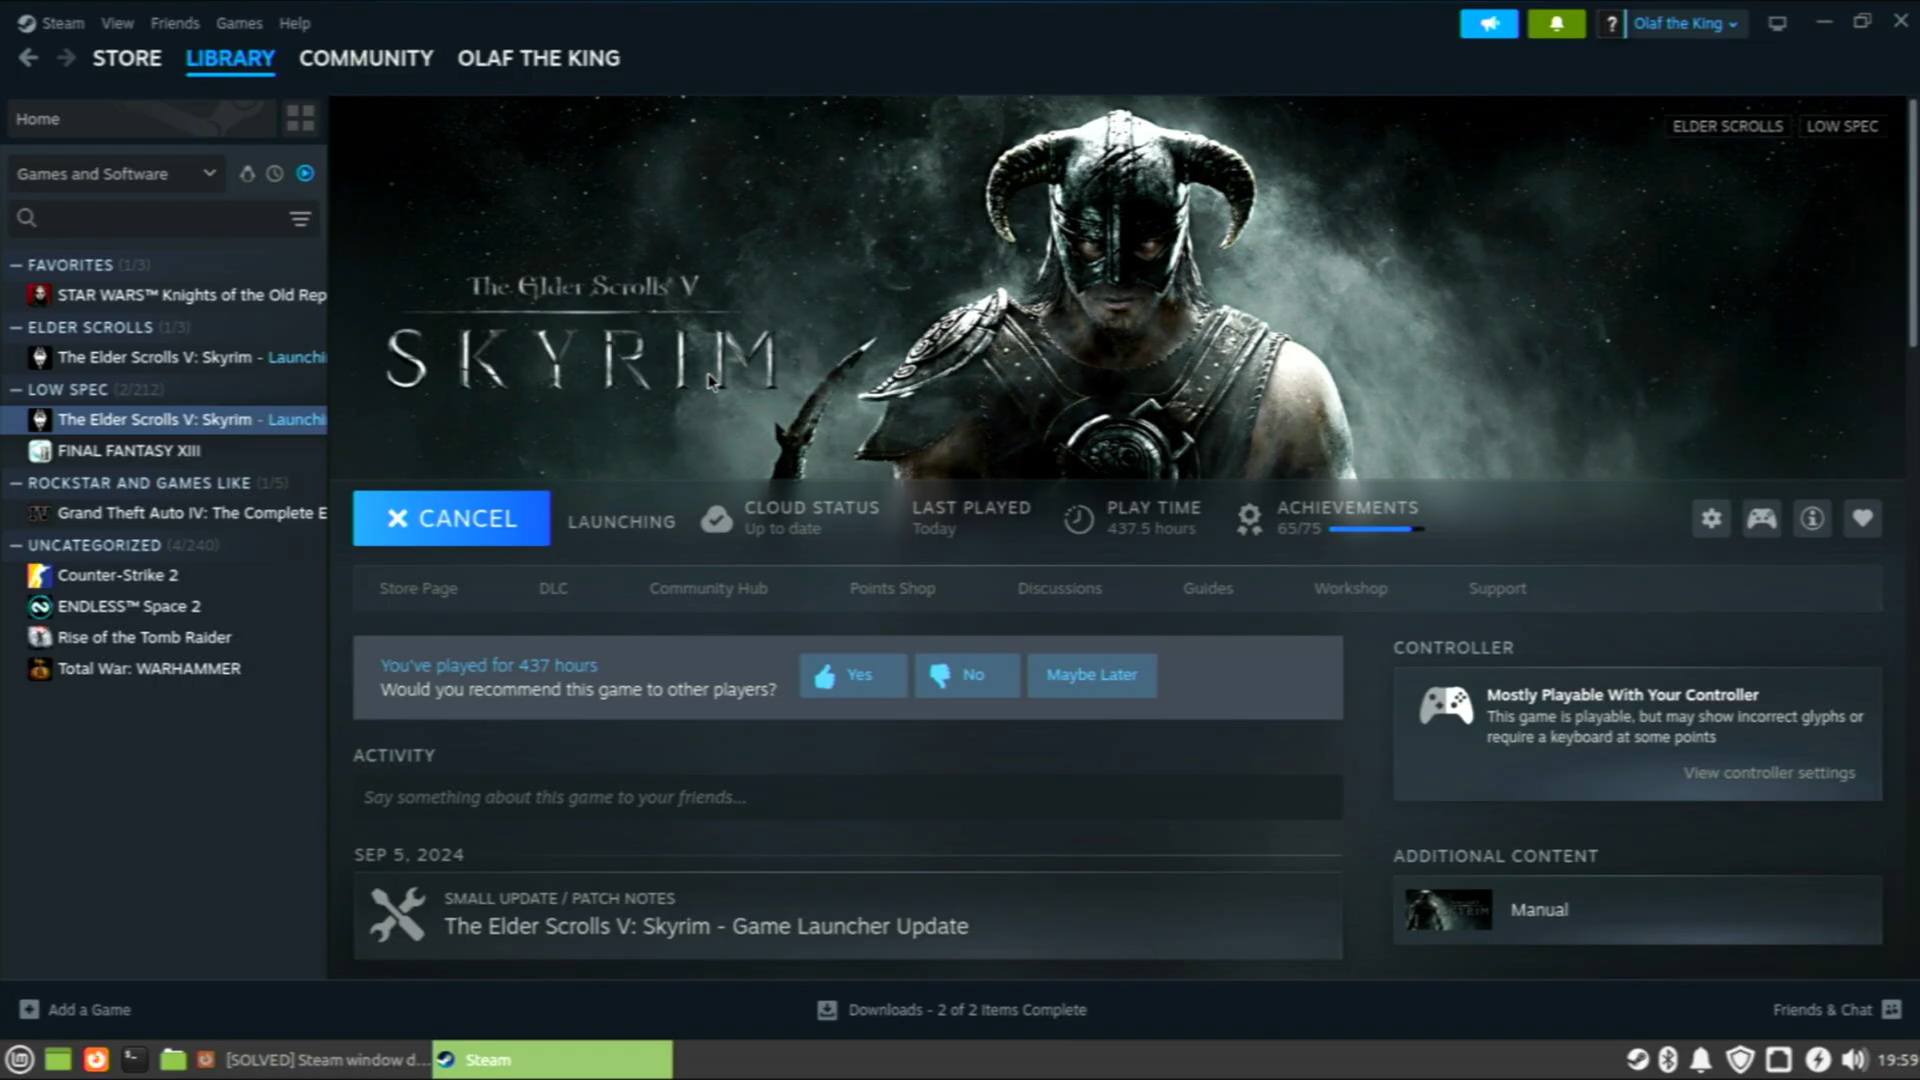 Steam View Friends Games Help
? Olaf the King
STORE LIBRARY COMMUNITY OLAF THE KING
Home
Games and Software
— FAVORITES (1/3)
STAR WARS™ Knights of the Old Rep
— ELDER SCROLLS (1/3)
The Elder Scrolls V: Skyrim - Launchi
— LOW SPEC (2/212)
The Elder Scrolls V: Skyrim - Launchi
FINAL FANTASY XIII
— ROCKSTAR AND GAMES LIKE (1/5)
Grand Theft Auto IV: The Complete E
— UNCATEGORIZED (4/240)
Counter-Strike 2
ENDLESS™ Space 2
Rise of the Tomb Raider
Total War: WARHAMMER
ELDER SCROLLS LOW SPEC
The Elder Scrolls V
SKYRIM
CANCEL
LAUNCHING
CLOUD STATUS
Up to date
LAST PLAYED
Today
PLAY TIME
437.5 hours
ACHIEVEMENTS
65/75
Store Page DLC Community Hub Points Shop Discussions Guides Workshop Support
You've played for 437 hours
Would you recommend this game to other players?
Yes No Maybe Later
ACTIVITY
Say something about this game to your friends...
SEP 5, 2024
SMALL UPDATE / PATCH NOTES
The Elder Scrolls V: Skyrim - Game Launcher Update
CONTROLLER
Mostly Playable With Your Controller
This game is playable, but may show incorrect glyphs or
require a keyboard at some points
View controller settings
ADDITIONAL CONTENT
Manual
Add a Game
Downloads - 2 of 2 Items Complete
Friends & Chat
[SOLVED] Steam window d...
Steam
19:59